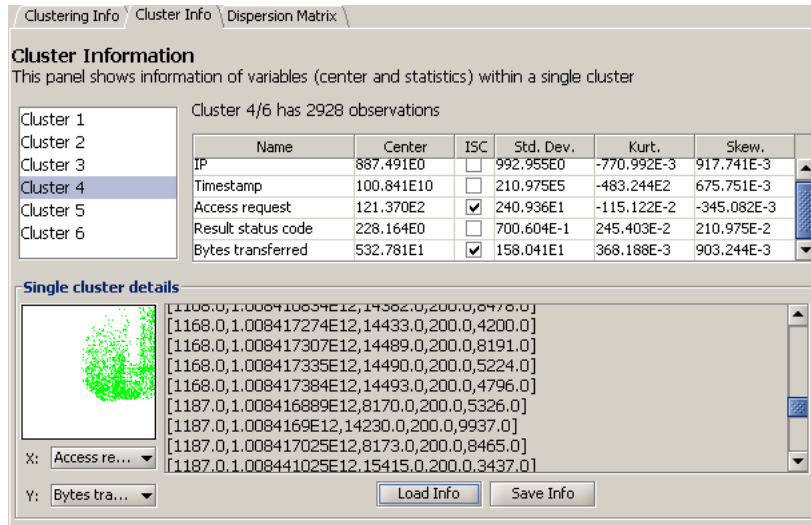 Clustering Info Cluster Info Dispersion Matrix
Cluster Information
This panel shows information of variables (center and statistics) within a single cluster
Cluster 1
Cluster 2
Cluster 3
Cluster 4
Cluster 5
Cluster 6
Cluster 4/6 has 2928 observations
Name Center ISC Std. Dev. Kurt. Skew.
IP 887.491E0 992.955E0 -770.992E-3 917.741E-3
Timestamp 100.841E10 210.975E5 -483.244E2 675.751E-3
Access request 121.370E2 240.936E1 -115.122E-2 -345.082E-3
Result status code 228.164E0 700.604E-1 245.403E-2 210.975E-2
Bytes transferred 532.781E1 158.041E1 368.188E-3 903.244E-3
Single cluster details
[1168.0,1.008410834E12,14382.0,200.0,8478.0]
[1168.0,1.008417274E12,14433.0,200.0,4200.0]
[1168.0,1.008417307E12,14489.0,200.0,8191.0]
[1168.0,1.008417335E12,14490.0,200.0,5224.0]
[1168.0,1.008417384E12,14493.0,200.0,4796.0]
[1187.0,1.008416889E12,8170.0,200.0,5326.0]
[1187.0,1.0084169E12,14230.0,200.0,9937.0]
[1187.0,1.008417025E12,8173.0,200.0,8465.0]
[1187.0,1.008441025E12,15415.0,200.0,3437.0]
X: Access re...
Y: Bytes tra...
Load Info Save Info